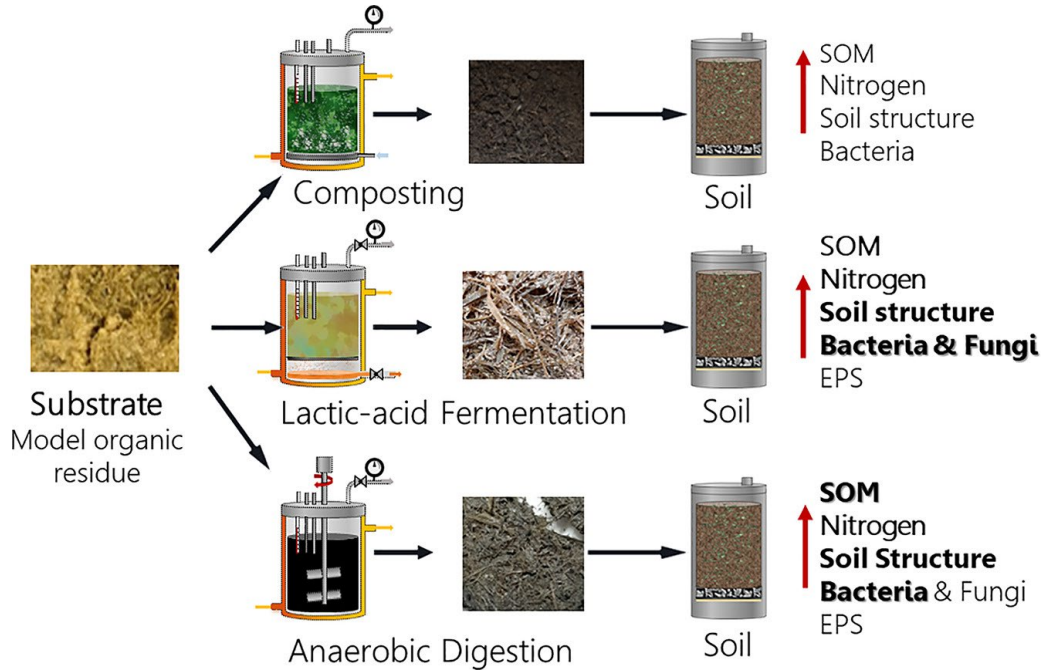 SOM
Nitrogen
Soil structure
Bacteria
Composting
Soil
SOM
Nitrogen
Soil structure
Bacteria & Fungi
EPS
Substrate
Model organic
residue
Lactic-acid Fermentation
Soil
SOM
Nitrogen
Soil Structure
Bacteria & Fungi
EPS
Anaerobic Digestion
Soil